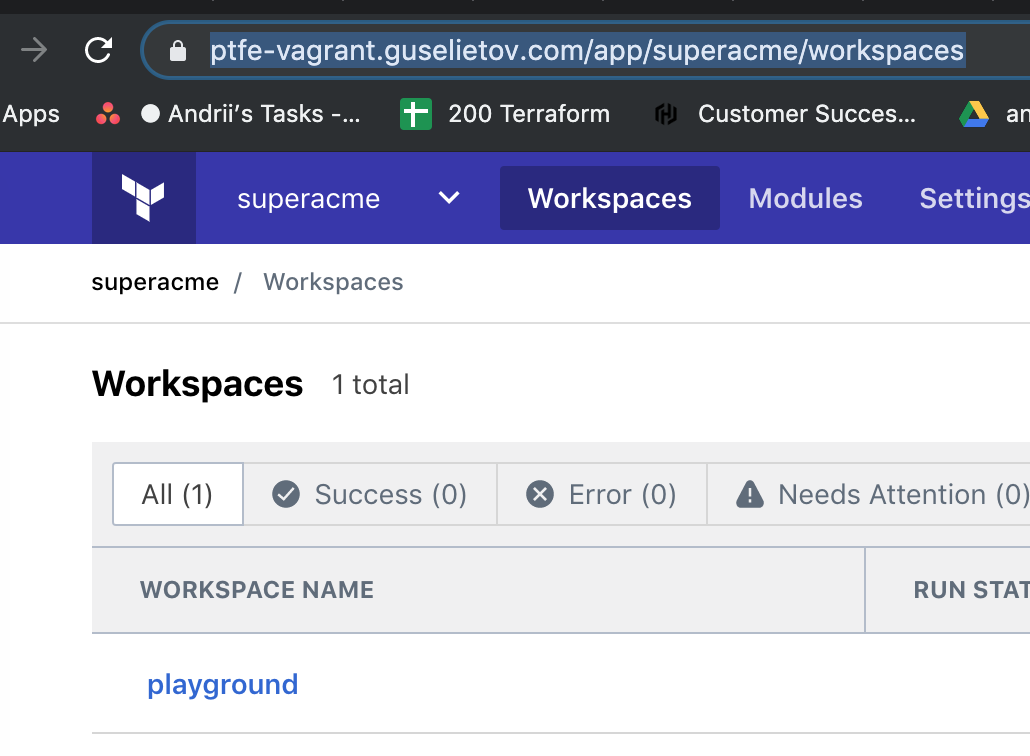 ptfe-vagrant.guselietov.com/app/superacme/workspaces
Apps Andrii's Tasks -... 200 Terraform Customer Succes... an
superacme Workspaces Modules Settings
superacme / Workspaces
Workspaces 1 total
All (1) Success (0) Error (0) Needs Attention (0)
WORKSPACE NAME RUN STAT
playground